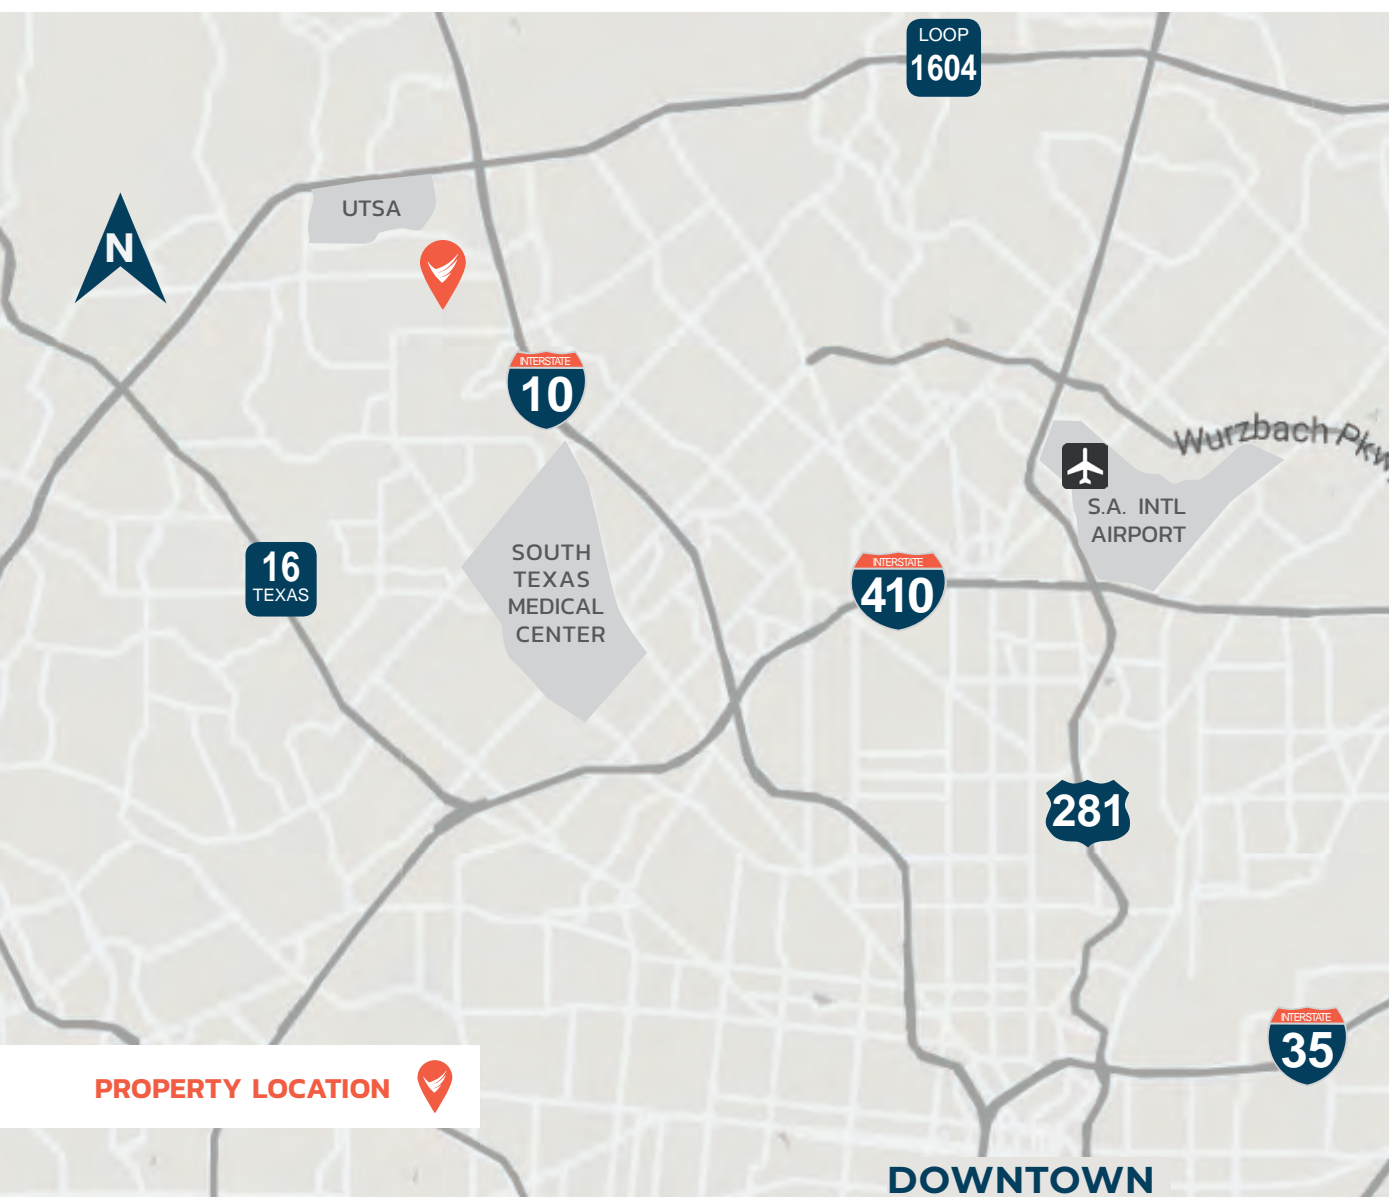 LOOP
1604
UTSA
N
INTERSTATE
10
Wurzbach Pkwy
S.A. INTL
AIRPORT
SOUTH
TEXAS
MEDICAL
CENTER
16
TEXAS
INTERSTATE
410
281
INTERSTATE
35
PROPERTY LOCATION
DOWNTOWN